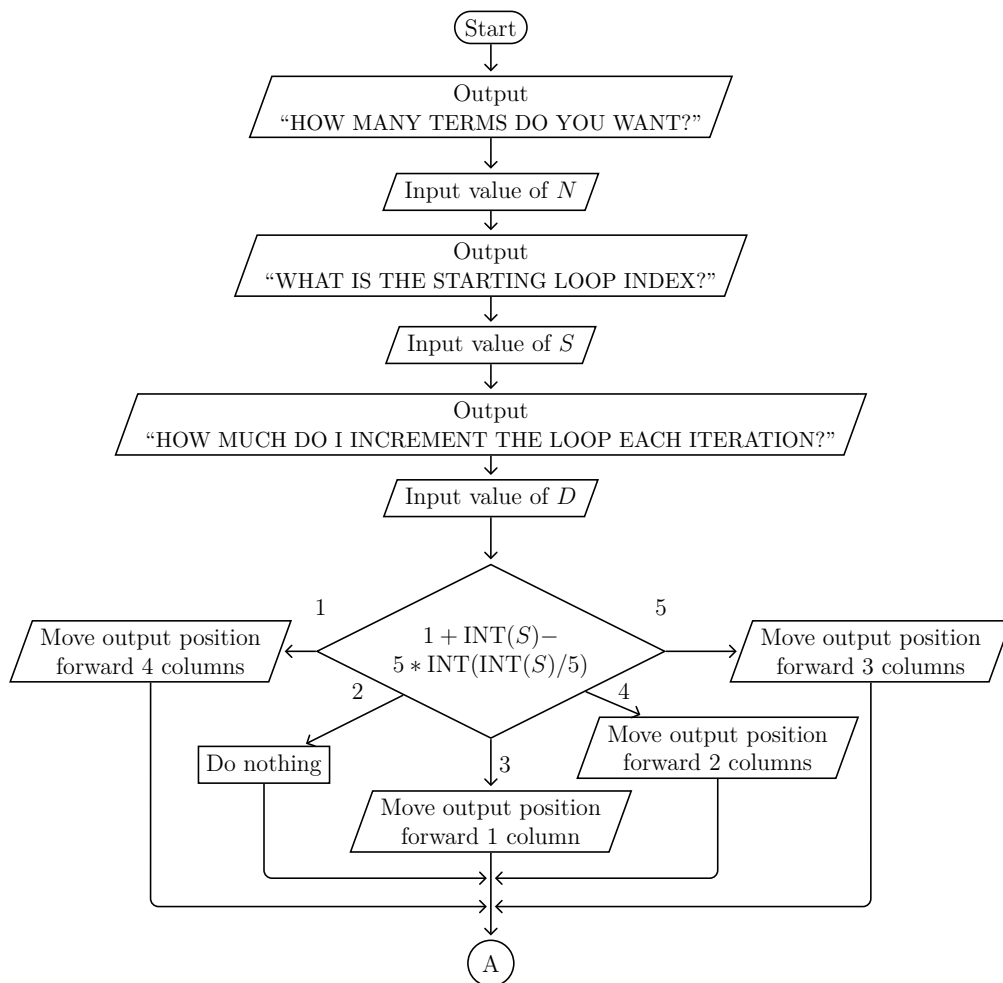 Start
Output
“HOW MANY TERMS DO YOU WANT?”
Input value of N
Output
“WHAT IS THE STARTING LOOP INDEX?”
Input value of S
Output
“HOW MUCH DO I INCREMENT THE LOOP EACH ITERATION?”
Input value of D
1 + INT(S)−
5 ∗ INT(INT(S)/5)
1
Move output position
forward 4 columns
2
Do nothing
3
Move output position
forward 1 column
4
Move output position
forward 2 columns
5
Move output position
forward 3 columns
A